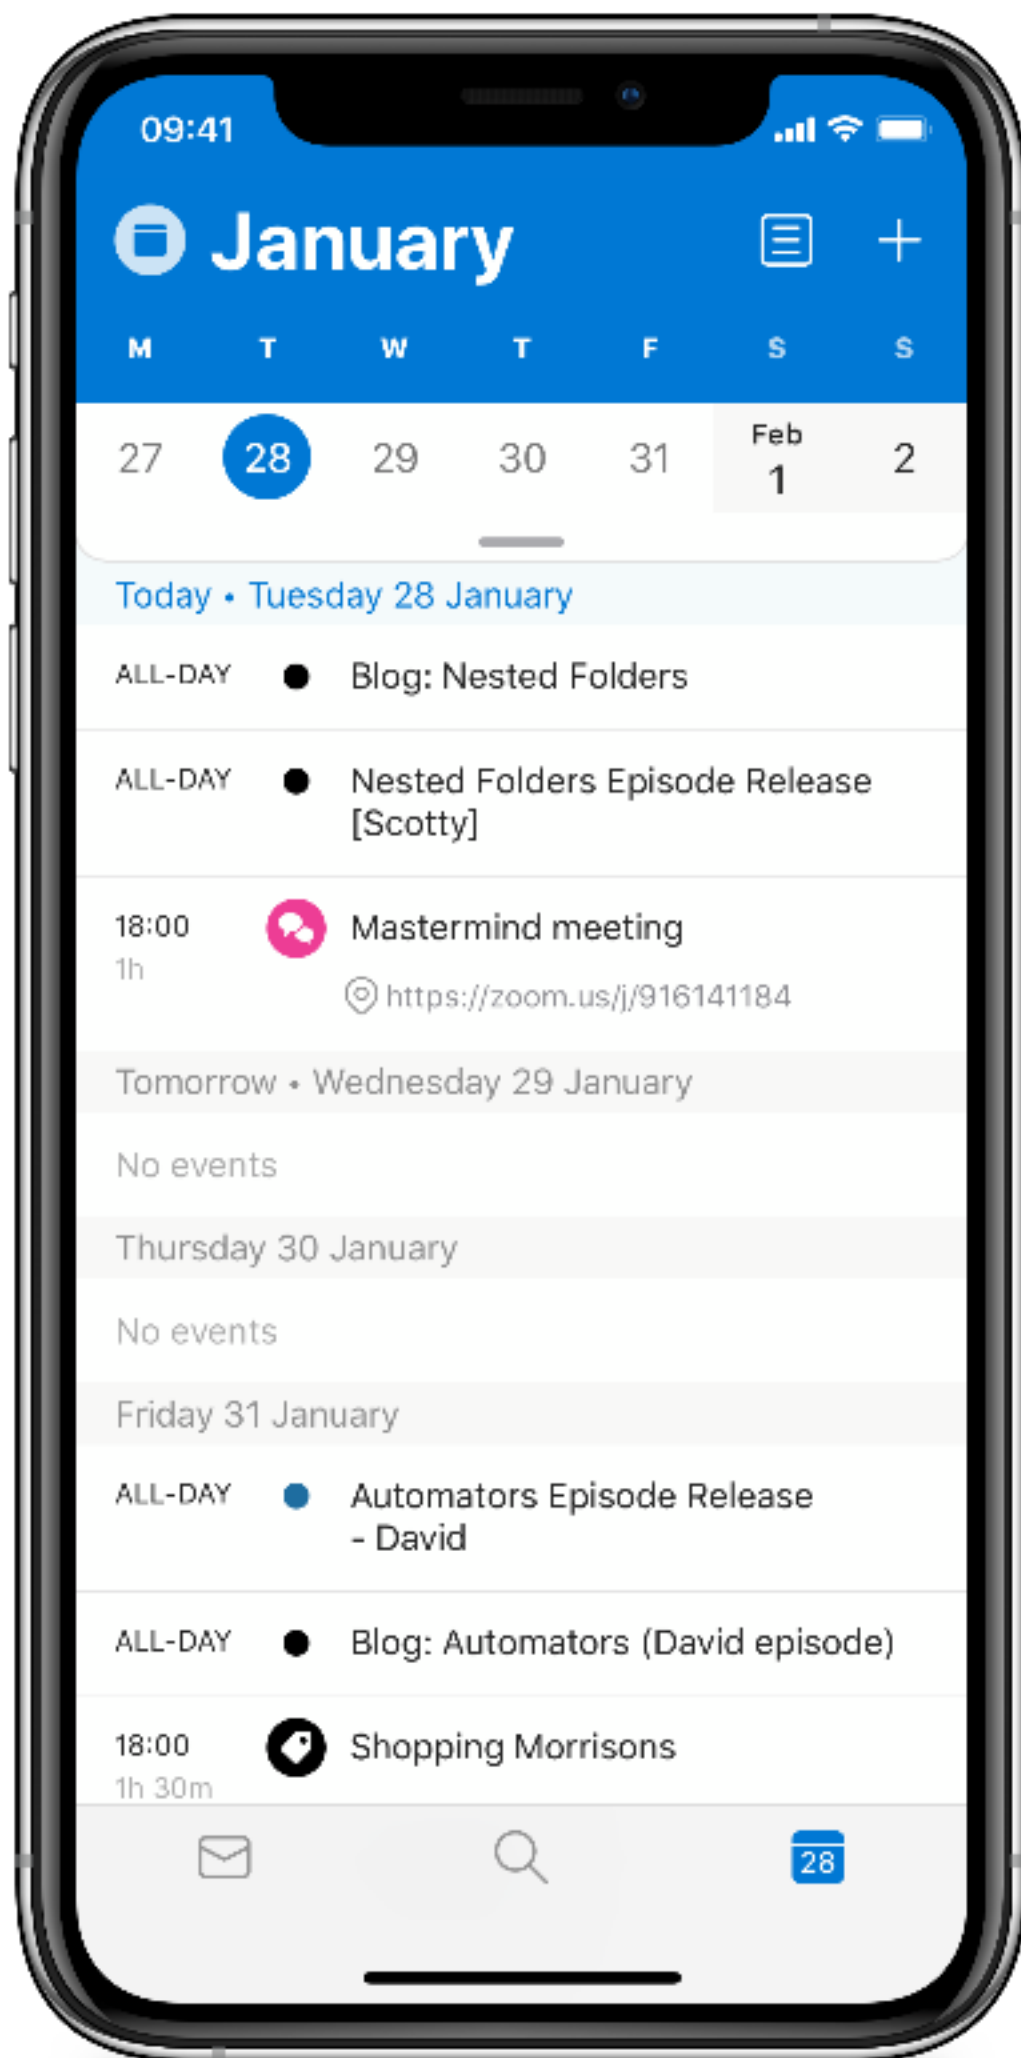 09:41
January
M T W T F S S
27 28 29 30 31 Feb 1 2
Today • Tuesday 28 January
ALL-DAY Blog: Nested Folders
ALL-DAY Nested Folders Episode Release
[Scotty]
18:00 Mastermind meeting
1h
https://zoom.us/j/916141184
Tomorrow • Wednesday 29 January
No events
Thursday 30 January
No events
Friday 31 January
ALL-DAY Automators Episode Release
- David
ALL-DAY Blog: Automators (David episode)
18:00 Shopping Morrisons
1h 30m
28